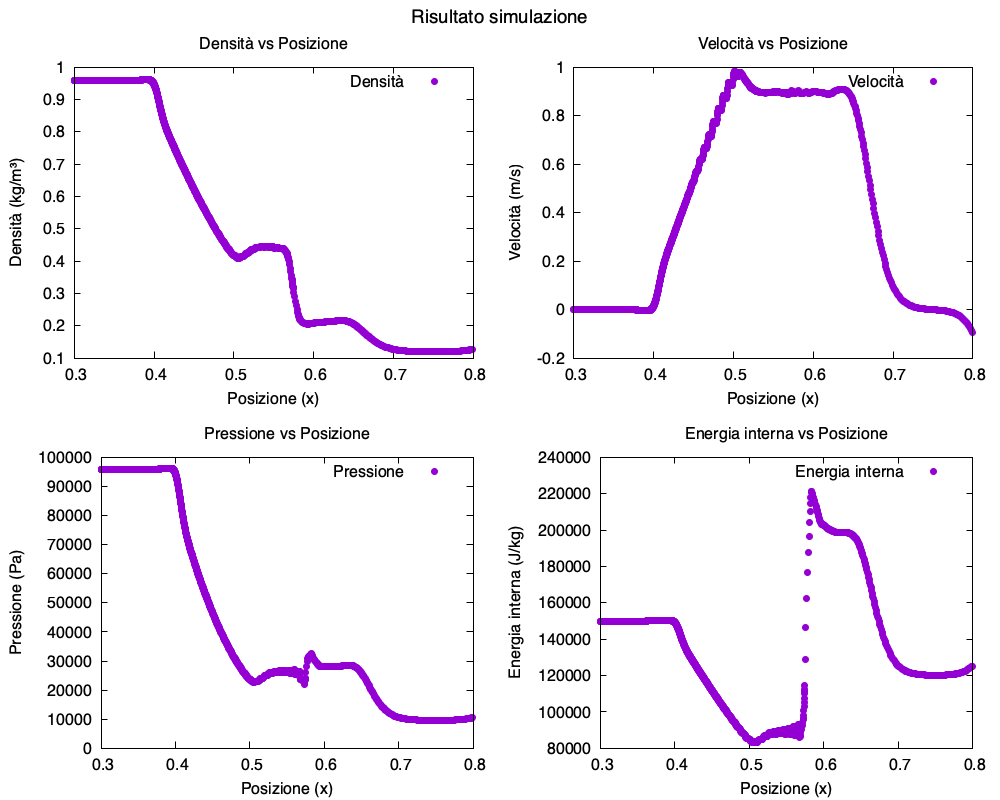 Risultato simulazione
Densità vs Posizione
Densità
Densità (kg/m³)
1
0.9
0.8
0.7
0.6
0.5
0.4
0.3
0.2
0.1
0.3 0.4 0.5 0.6 0.7 0.8
Posizione (x)
Velocità vs Posizione
Velocità
Velocità (m/s)
1
0.8
0.6
0.4
0.2
0
-0.2
0.3 0.4 0.5 0.6 0.7 0.8
Posizione (x)
Pressione vs Posizione
Pressione
Pressione (Pa)
100000
90000
80000
70000
60000
50000
40000
30000
20000
10000
0
0.3 0.4 0.5 0.6 0.7 0.8
Posizione (x)
Energia interna vs Posizione
Energia interna
Energia interna (J/kg)
240000
220000
200000
180000
160000
140000
120000
100000
80000
0.3 0.4 0.5 0.6 0.7 0.8
Posizione (x)